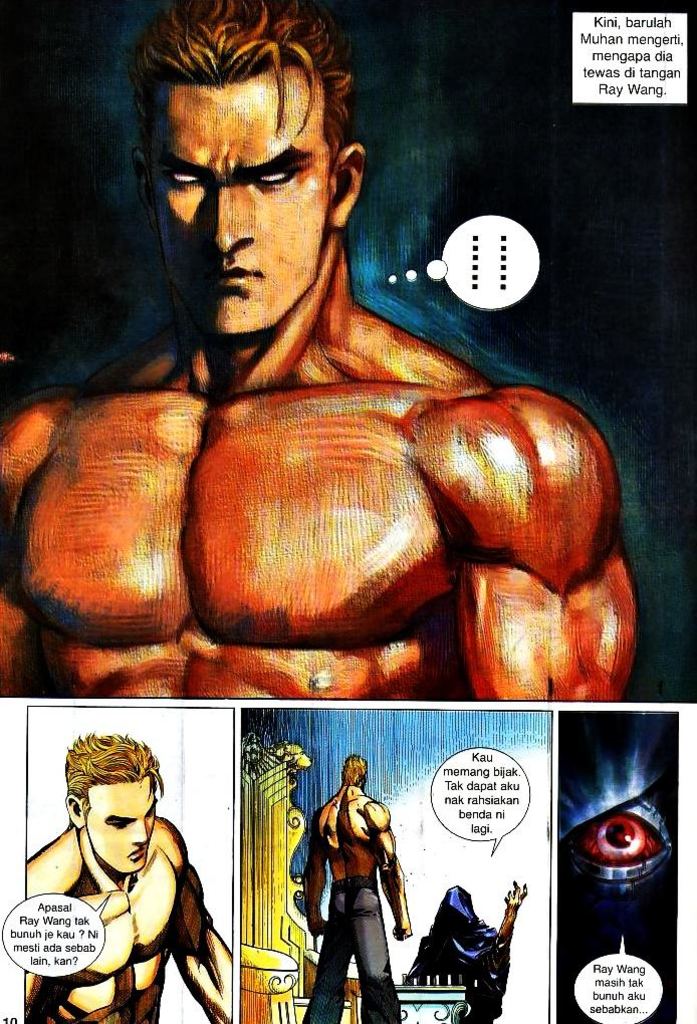 Kini, barulah
Muhan mengerti,
mengapa dia
tewas di tangan
Ray Wang.
!!
Apasal
Ray Wang tak
bunuh je kau ? Ni
mesti ada sebab
lain, kan?
Kau
memang bijak.
Tak dapat aku
nak rahsiakan
benda ni
lagi.
Ray Wang
masih tak
bunuh aku
sebabkan...
10